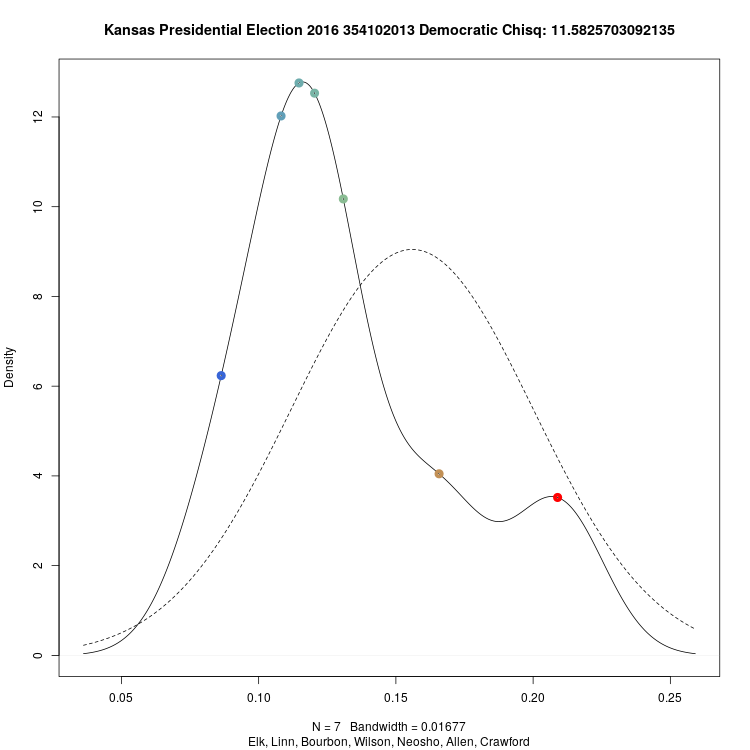 Kansas Presidential Election 2016 354102013 Democratic Chisq: 11.5825703092135
Density
12
10
8
6
4
2
0
0.05 0.10 0.15 0.20 0.25
N = 7 Bandwidth = 0.01677
Elk, Linn, Bourbon, Wilson, Neosho, Allen, Crawford